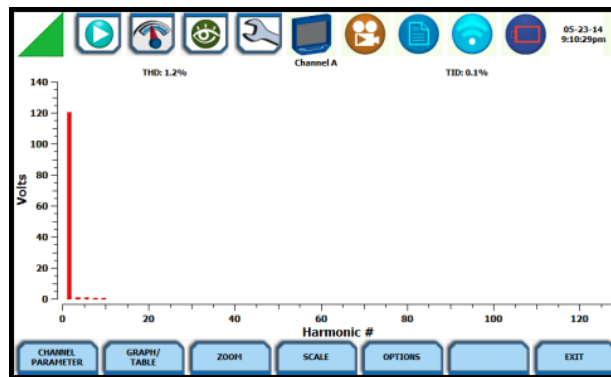 05-23-14
9:10:29pm
Channel A
THD: 1.2%
TID: 0.1%
140
120
100
80
60
40
20
0
Volts
0 20 40 60 80 100 120
Harmonic #
CHANNEL
PARAMETER
GRAPH/
TABLE
ZOOM
SCALE
OPTIONS
EXIT